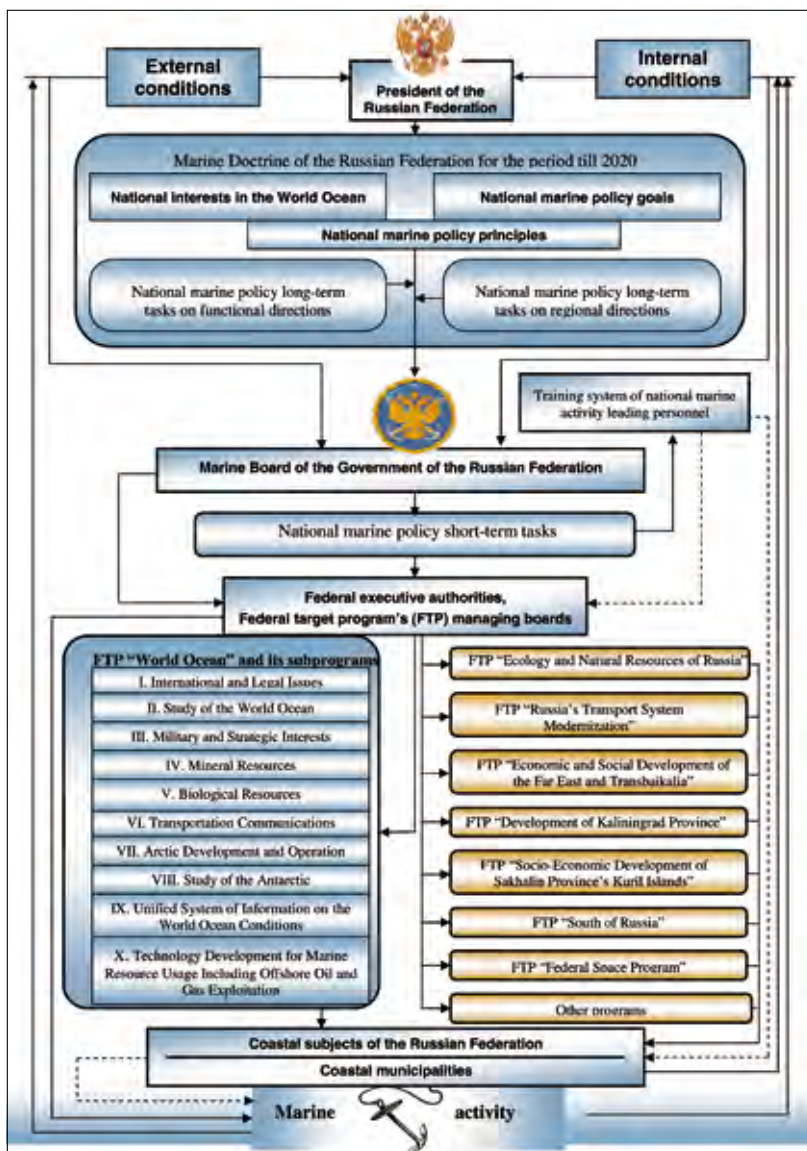 External
conditions
Internal
conditions
President of the
Russian Federation
Marine Doctrine of the Russian Federation for the period till 2020
National interests in the World Ocean
National marine policy goals
National marine policy principles
National marine policy long-term
tasks on functional directions
National marine policy long-term
tasks on regional directions
Training system of national marine
activity leading personnel
Marine Board of the Government of the Russian Federation
National marine policy short-term tasks
Federal executive authorities,
Federal target program's (FTP) managing boards
FTP "World Ocean" and its subprograms
I. International and Legal Issues
II. Study of the World Ocean
III. Military and Strategic Interests
IV. Mineral Resources
V. Biological Resources
VI. Transportation Communications
VII. Arctic Development and Operation
VIII. Study of the Antarctic
IX. Unified System of Information on the
World Ocean Conditions
X. Technology Development for Marine
Resource Usage Including Offshore Oil and
Gas Exploitation
FTP "Ecology and Natural Resources of Russia"
FTP "Russia's Transport System
Modernization"
FTP "Economic and Social Development of
the Far East and Transbaikalia"
FTP "Development of Kaliningrad Province"
FTP "Socio-Economic Development of
Sakhalin Province's Kuril Islands"
FTP "South of Russia"
FTP "Federal Space Program"
Other programs
Coastal subjects of the Russian Federation
Coastal municipalities
Marine activity